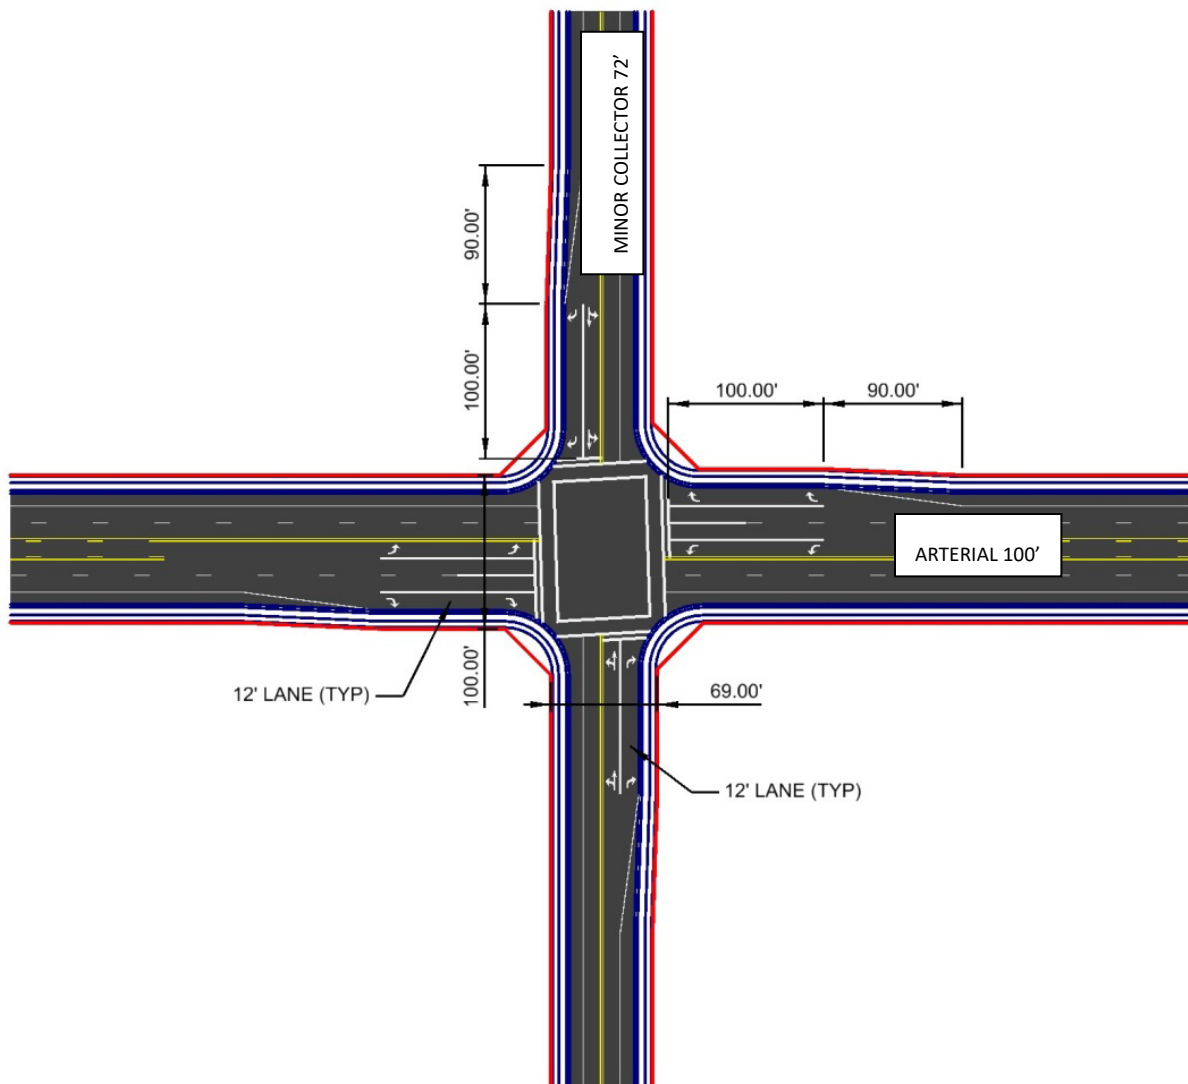 MINOR COLLECTOR 72’
90.00'
100.00'
100.00'
90.00'
ARTERIAL 100’
100.00'
12' LANE (TYP)
69.00'
12' LANE (TYP)